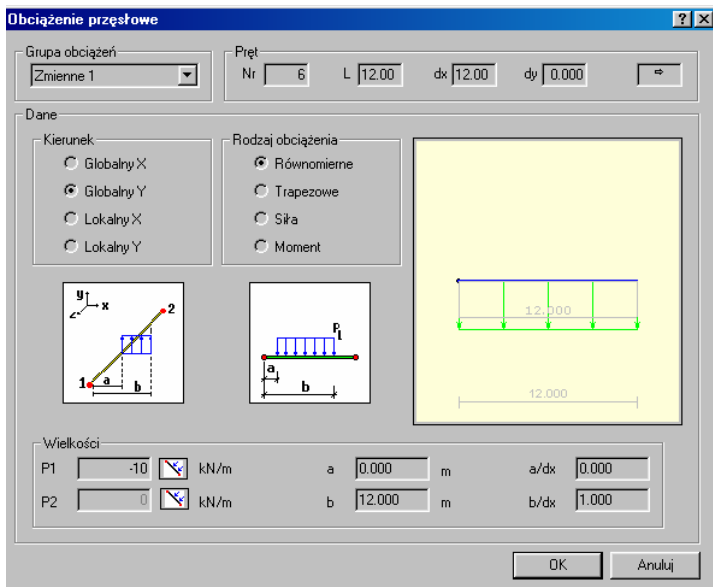 Obciążenie przęsłowe
Grupa obciążeń
Zmienne 1
Pręt
Nr 6 L 12.00 dx 12.00 dy 0.000
Dane
Kierunek
Globalny X
Globalny Y
Lokalny X
Lokalny Y
Rodzaj obciążenia
Równomierne
Trapezowe
Siła
Moment
y x z 2 1 a b
P1 a b
12.000
12.000
Wielkości
P1 -10 kN/m a 0.000 m a/dx 0.000
P2 0 kN/m b 12.000 m b/dx 1.000
OK Anuluj